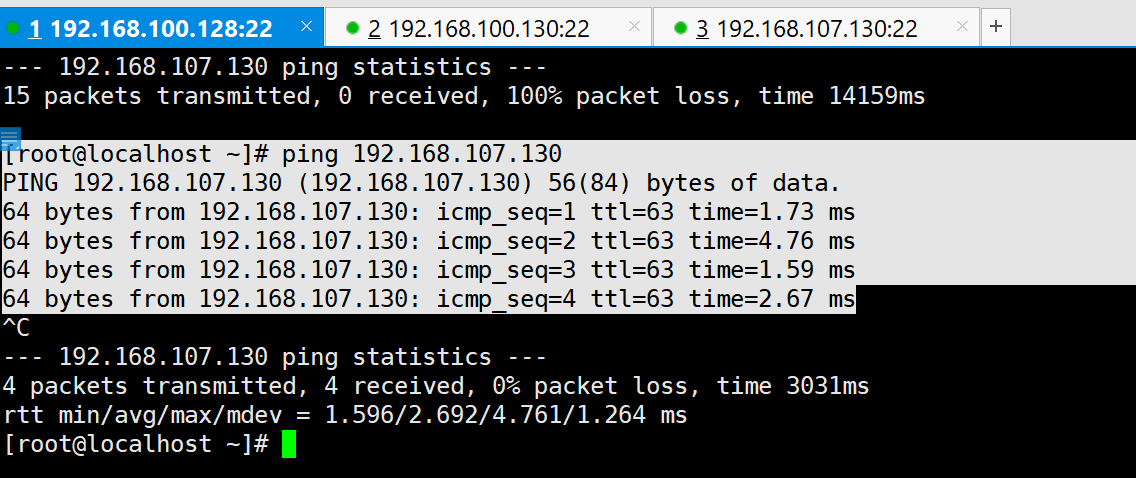 1 192.168.100.128:22 × 2 192.168.100.130:22 × 3 192.168.107.130:22 × +
--- 192.168.107.130 ping statistics ---
15 packets transmitted, 0 received, 100% packet loss, time 14159ms
[root@localhost ~]# ping 192.168.107.130
PING 192.168.107.130 (192.168.107.130) 56(84) bytes of data.
64 bytes from 192.168.107.130: icmp_seq=1 ttl=63 time=1.73 ms
64 bytes from 192.168.107.130: icmp_seq=2 ttl=63 time=4.76 ms
64 bytes from 192.168.107.130: icmp_seq=3 ttl=63 time=1.59 ms
64 bytes from 192.168.107.130: icmp_seq=4 ttl=63 time=2.67 ms
^C
--- 192.168.107.130 ping statistics ---
4 packets transmitted, 4 received, 0% packet loss, time 3031ms
rtt min/avg/max/mdev = 1.596/2.692/4.761/1.264 ms
[root@localhost ~]#